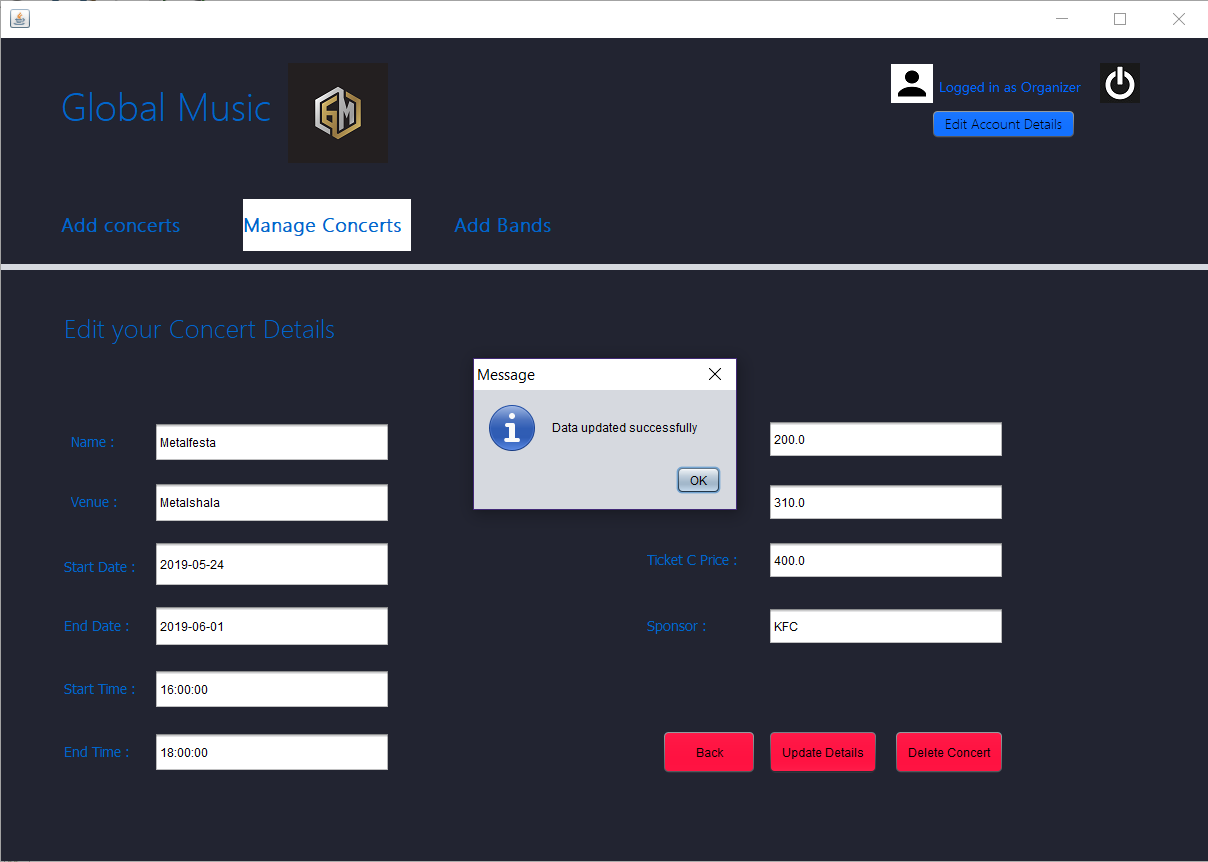 Global Music
GM
Logged in as Organizer
Edit Account Details
Add concerts
Manage Concerts
Add Bands
Edit your Concert Details
Message
Data updated successfully
OK
Name :
Metalfesta
Venue :
Metalshala
Start Date :
2019-05-24
End Date :
2019-06-01
Start Time :
16:00:00
End Time :
18:00:00
200.0
310.0
Ticket C Price :
400.0
Sponsor :
KFC
Back
Update Details
Delete Concert